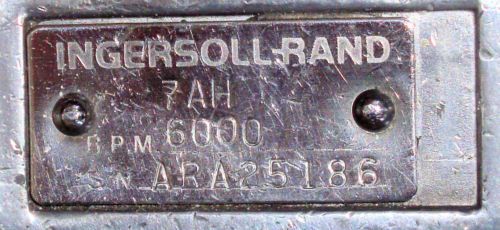 INGERSOLL-RAND
7AH
RPM 6000
SN ARA25186